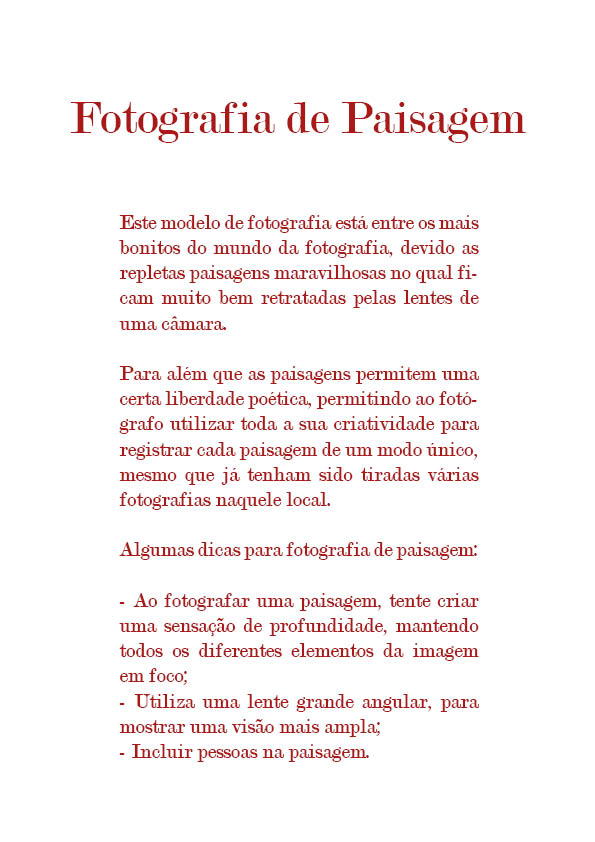 Fotografia de Paisagem
Este modelo de fotografia está entre os mais
bonitos do mundo da fotografia, devido as
repletas paisagens maravilhosas no qual fi-
cam muito bem retratadas pelas lentes de
uma câmara.
Para além que as paisagens permitem uma
certa liberdade poética, permitindo ao fotó-
grafo utilizar toda a sua criatividade para
registrar cada paisagem de um modo único,
mesmo que já tenham sido tiradas várias
fotografias naquele local.
Algumas dicas para fotografia de paisagem:
- Ao fotografar uma paisagem, tente criar
uma sensação de profundidade, mantendo
todos os diferentes elementos da imagem
em foco;
- Utiliza uma lente grande angular, para
mostrar uma visão mais ampla;
- Incluir pessoas na paisagem.